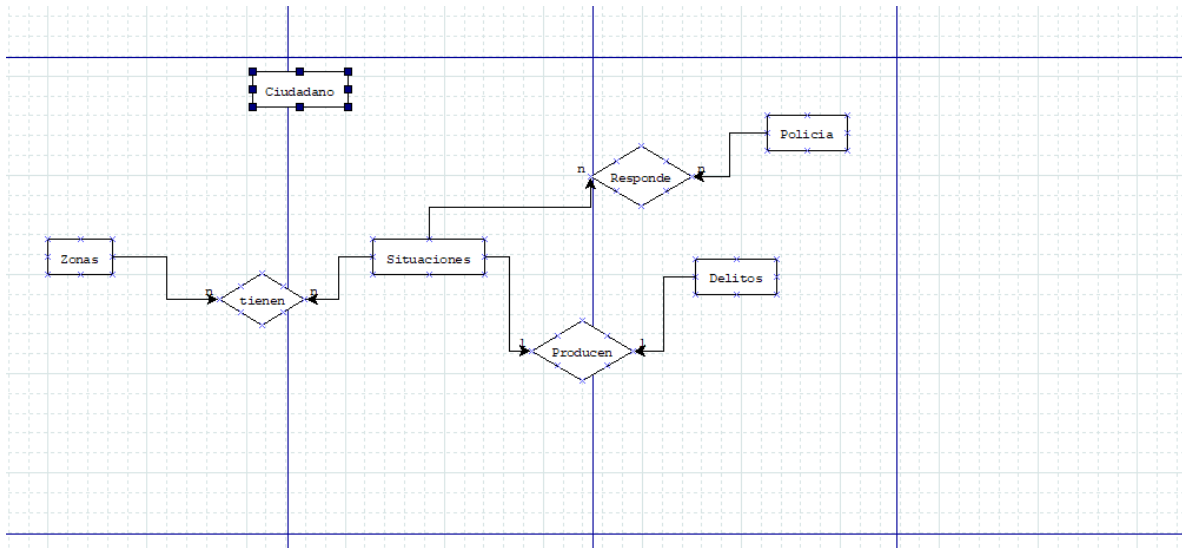 Ciudadano
Policia
n
Responde
n
Zonas
Situaciones
Delitos
n
tienen
n
1
Producen
1